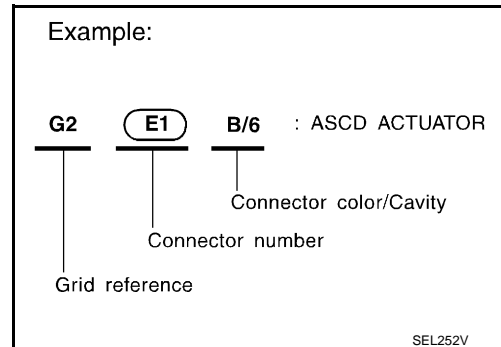 Example:
G2 E1 B/6 : ASCD ACTUATOR
Connector color/Cavity
Connector number
Grid reference
SEL252V